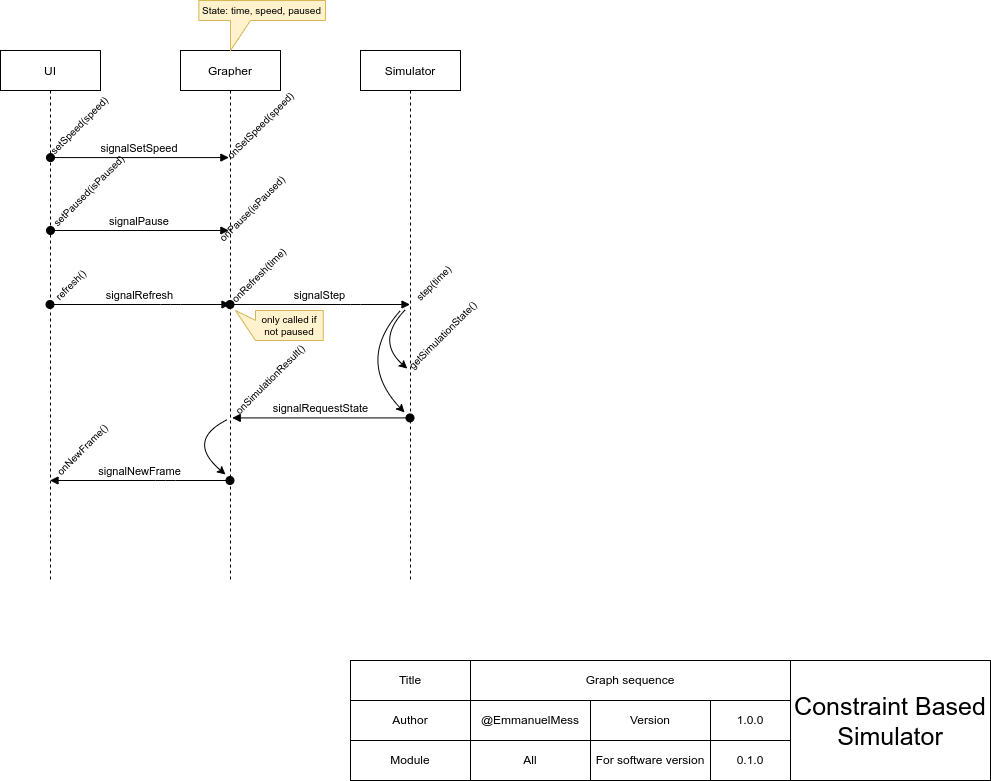 State: time, speed, paused
UI
Grapher
Simulator
setSpeed(speed)
signalSetSpeed
onSetSpeed(speed)
setPaused(isPaused)
signalPause
onPause(isPaused)
refresh()
signalRefresh
onRefresh(time)
signalStep
step(time)
only called if
not paused
getSimulationState()
onSimulationResult()
signalRequestState
onNewFrame()
signalNewFrame
Title
Graph sequence
Author
@EmmanuelMess
Version
1.0.0
Module
All
For software version
0.1.0
Constraint Based
Simulator